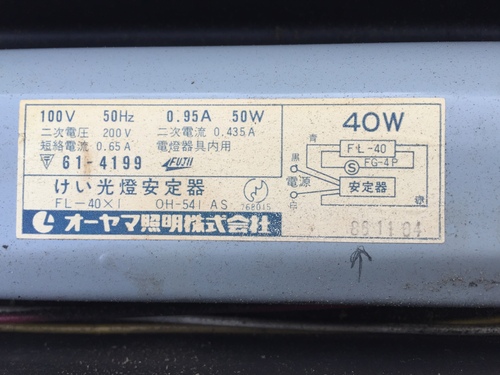 100V 50Hz 0.95A 50W
二次電圧 200V 二次電流 0.435A
短絡電流 0.65A 電燈器具内用
〒 61-4199 FUJI
けい光燈安定器
FL-40×1 OH-541 AS
768015
オーヤマ照明株式会社
40W
青
FL-40
黒
S FG-4P
電源
安定器
白
88.11.04